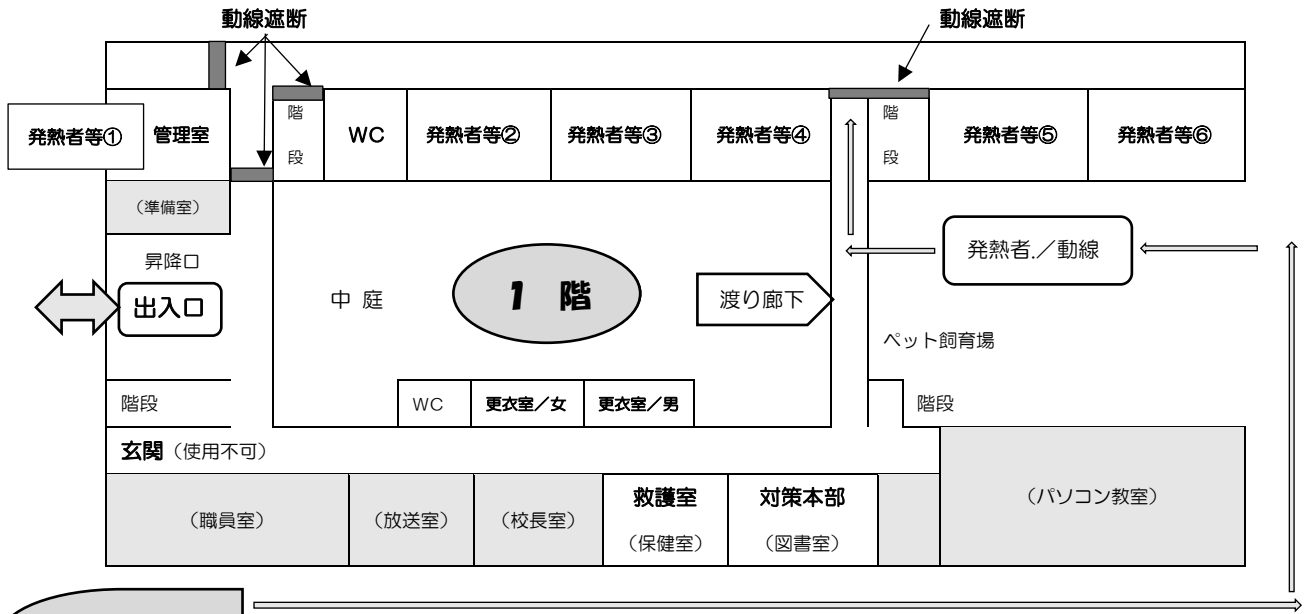 動線遮断
動線遮断
発熱者等①
管理室
階段
WC
発熱者等②
発熱者等③
発熱者等④
階段
発熱者等⑤
発熱者等⑥
（準備室）
昇降口
出入口
中 庭
1 階
渡り廊下
発熱者.／動線
ペット飼育場
階段
WC
更衣室／女
更衣室／男
階段
玄関（使用不可）
（職員室）
（放送室）
（校長室）
救護室
（保健室）
対策本部
（図書室）
（パソコン教室）